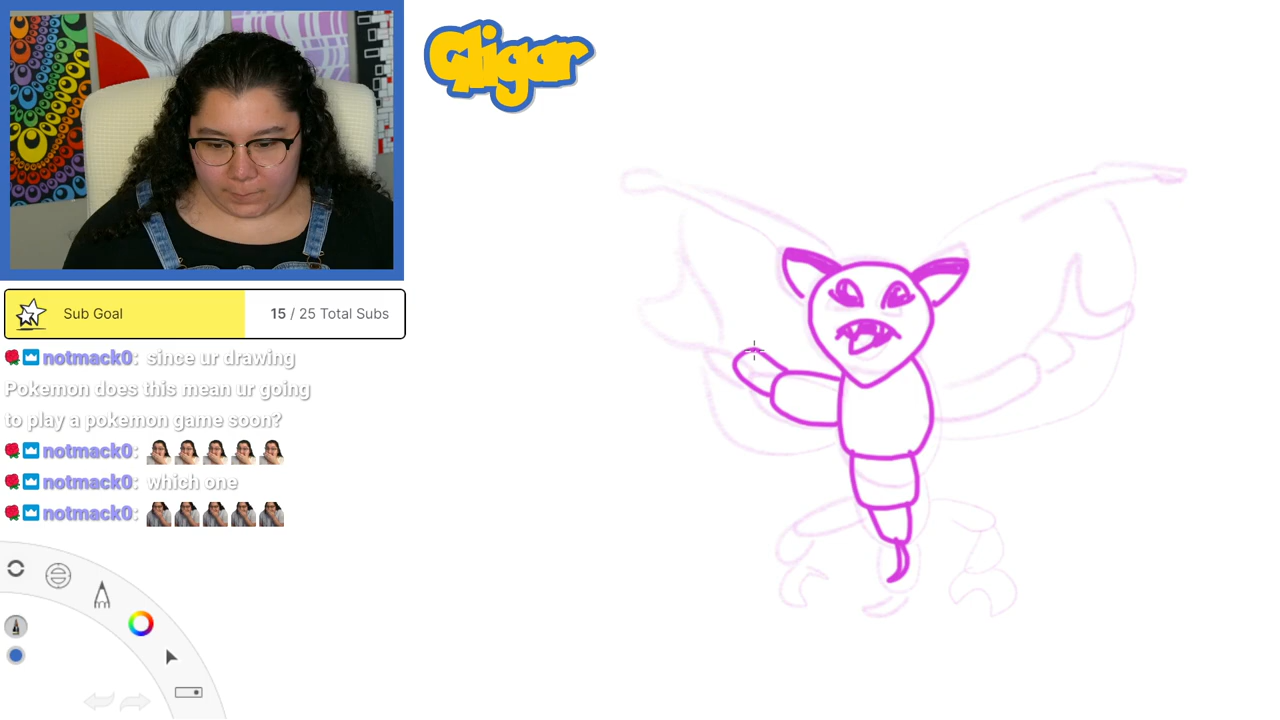 Gligar
Sub Goal
15 / 25 Total Subs
notmack0: since ur drawing
Pokemon does this mean ur going
to play a pokemon game soon?
notmack0:
notmack0: which one
notmack0: